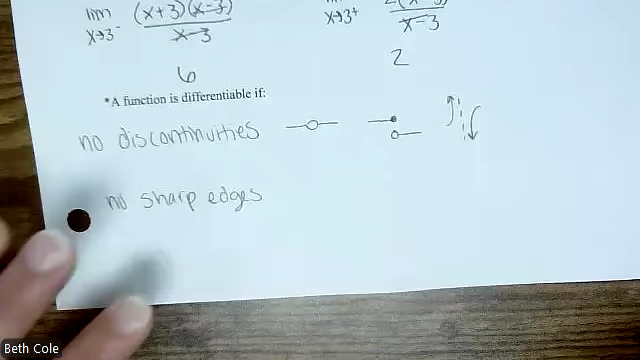 lim (x+3)(x-3) lim
x→3⁻ x-3 x→3⁺ x-3
6 2
*A function is differentiable if:
no discontinuities
no sharp edges
Beth Cole